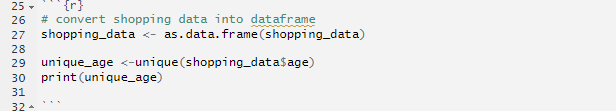 25 ```{r}
26 # convert shopping data into dataframe
27 shopping_data <- as.data.frame(shopping_data)
28
29 unique_age <-unique(shopping_data$age)
30 print(unique_age)
31
32 ```